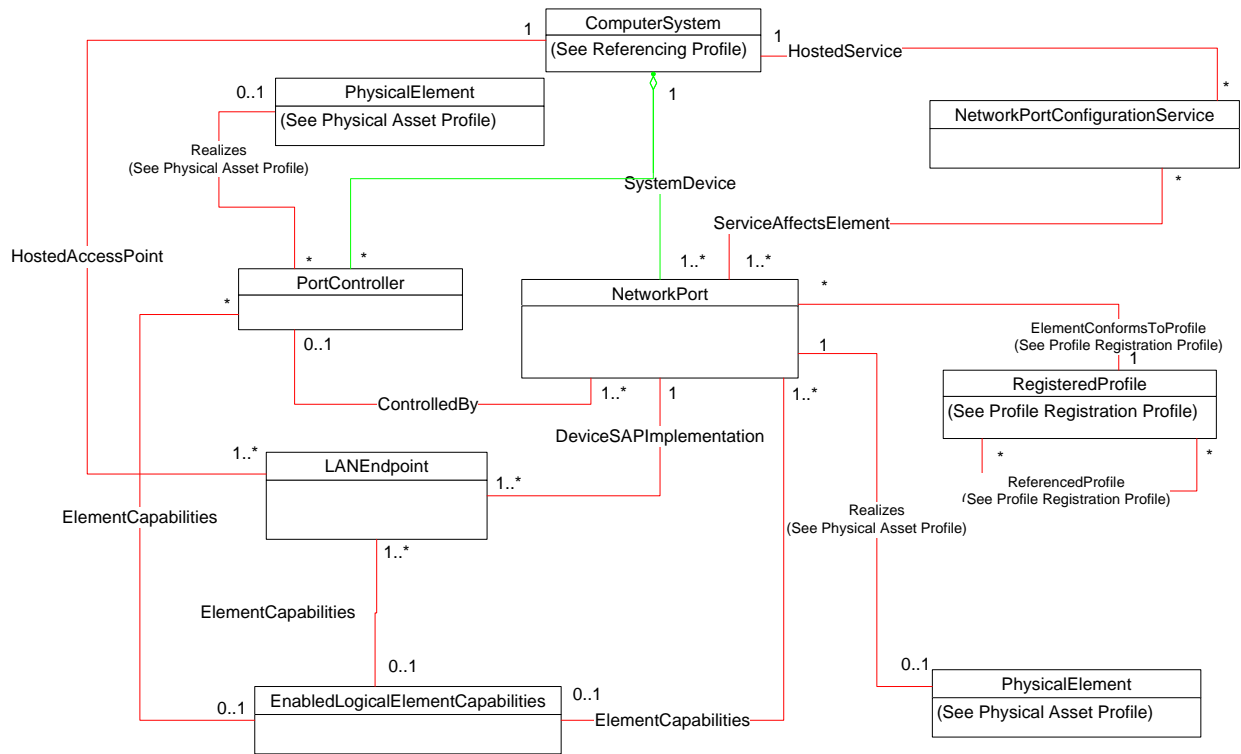 ComputerSystem
(See Referencing Profile)
1
1
HostedService
1
*
PhysicalElement
(See Physical Asset Profile)
0..1
NetworkPortConfigurationService
*
Realizes
(See Physical Asset Profile)
SystemDevice
ServiceAffectsElement
HostedAccessPoint
*
*
1..*
1..*
PortController
*
NetworkPort
*
ElementConformsToProfile
(See Profile Registration Profile)
1
0..1
1
RegisteredProfile
(See Profile Registration Profile)
ControlledBy
1..*
1
1..*
DeviceSAPImplementation
*
*
ReferencedProfile
(See Profile Registration Profile)
1..*
LANEndpoint
1..*
ElementCapabilities
Realizes
(See Physical Asset Profile)
1..*
ElementCapabilities
0..1
0..1
EnabledLogicalElementCapabilities
0..1
ElementCapabilities
0..1
PhysicalElement
(See Physical Asset Profile)